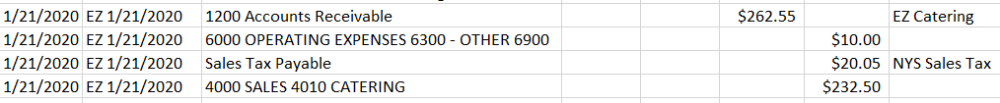 1/21/2020 EZ 1/21/2020 1200 Accounts Receivable $262.55 EZ Catering
1/21/2020 EZ 1/21/2020 6000 OPERATING EXPENSES 6300 - OTHER 6900 $10.00
1/21/2020 EZ 1/21/2020 Sales Tax Payable $20.05 NYS Sales Tax
1/21/2020 EZ 1/21/2020 4000 SALES 4010 CATERING $232.50